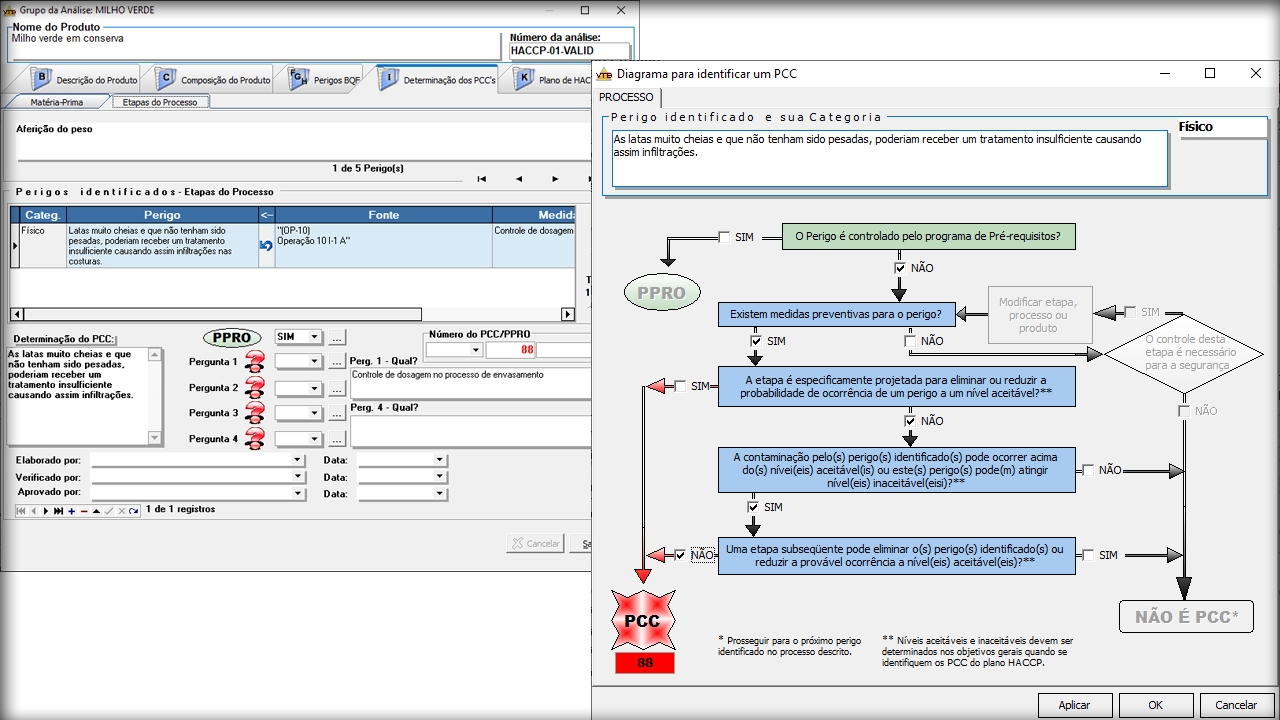 Grupo da Análise: MILHO VERDE
Nome do Produto
Milho verde em conserva
Número da análise:
HACCP-01-VALID
B Descrição do Produto
C Composição do Produto
F G H Perigos BQF
I Determinação dos PCC's
K Plano de HAC
Matéria-Prima
Etapas do Processo
Aferição do peso
1 de 5 Perigo(s)
Perigos identificados - Etapas do Processo
Categ. Perigo <- Fonte Medida
Físico
Latas muito cheias e que não tenham sido
pesadas, poderiam receber um tratamento
insulficiente causando assim infiltrações nas
costuras.
"(OP-10)
Operação 10 I-1 A"
Controle de dosagem
Determinação do PCC:
As latas muito cheias e que
não tenham sido pesadas,
poderiam receber um
tratamento insulficiente
causando assim infiltrações.
PPRO SIM ...
Número do PCC/PPRO
88
Pergunta 1 ...
Perg. 1 - Qual?
Controle de dosagem no processo de envasamento
Pergunta 2 ...
Pergunta 3 ...
Perg. 4 - Qual?
Pergunta 4 ...
Elaborado por: Data:
Verificado por: Data:
Aprovado por: Data:
1 de 1 registros
Cancelar
Sa
Diagrama para identificar um PCC
PROCESSO
Perigo identificado e sua Categoria
As latas muito cheias e que não tenham sido pesadas, poderiam receber um tratamento insulficiente causando
assim infiltrações.
Físico
O Perigo é controlado pelo programa de Pré-requisitos?
SIM
NÃO
PPRO
Existem medidas preventivas para o perigo?
Modificar etapa,
processo ou
produto
SIM
SIM
NÃO
O controle desta
etapa é necessário
para a segurança
A etapa é especificamente projetada para eliminar ou reduzir a
probabilidade de ocorrência de um perigo a um nível aceitável?**
SIM
NÃO
NÃO
A contaminação pelo(s) perigo(s) identificado(s) pode ocorrer acima
do(s) nívei(eis) aceitável(is) ou este(s) perigo(s) pode(m) atingir
nível(eis) inaceitável(eisi)?**
NÃO
SIM
Uma etapa subseqüente pode eliminar o(s) perigo(s) identificado(s) ou
reduzir a provável ocorrência a nível(eis) aceitável(eis)?**
NÃO
SIM
PCC
88
NÃO É PCC*
* Prosseguir para o próximo perigo
identificado no processo descrito.
** Níveis aceitáveis e inaceitáveis devem ser
determinados nos objetivos gerais quando se
identifiquem os PCC do plano HACCP.
Aplicar
OK
Cancelar